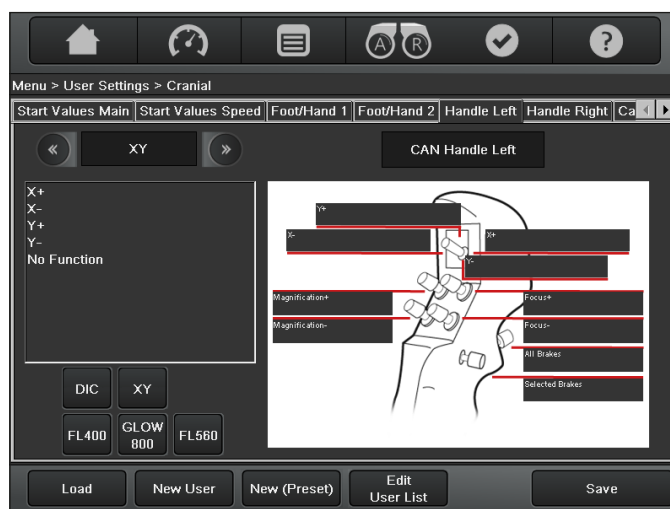 A R ?
Menu > User Settings > Cranial
Start Values Main Start Values Speed Foot/Hand 1 Foot/Hand 2 Handle Left Handle Right Ca
« XY » CAN Handle Left
X+
X-
Y+
Y-
No Function
Y+
X- X+
Y-
Magnification+ Focus+
Magnification- Focus-
All Brakes
Selected Brakes
DIC XY
FL400 GLOW 800 FL560
Load New User New (Preset) Edit User List Save